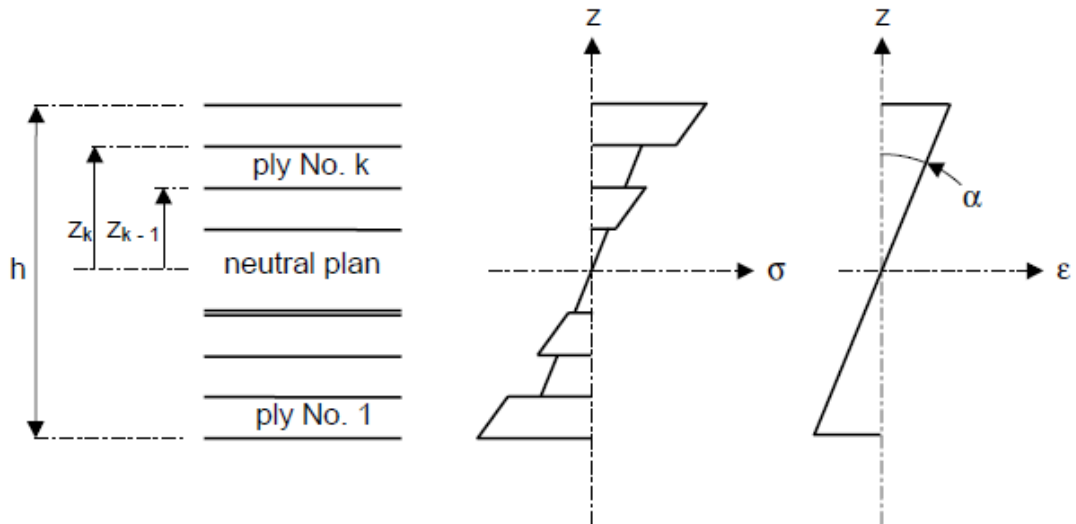 z
z
ply No. k
zk
zk - 1
α
h
neutral plan
σ
ε
ply No. 1